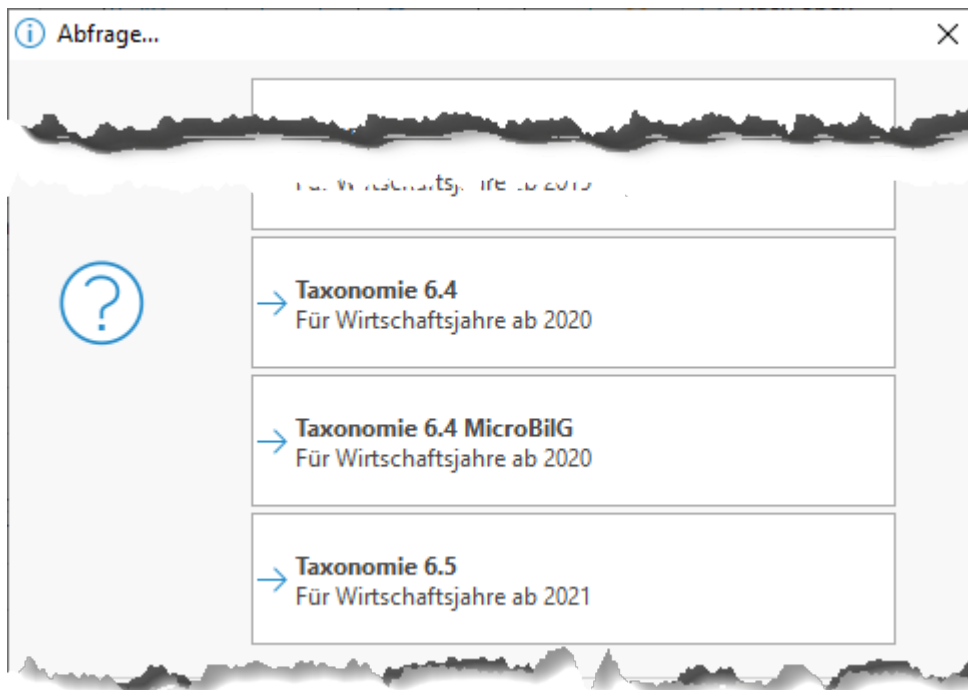 Abfrage...
Taxonomie 6.4
Für Wirtschaftsjahre ab 2020
Taxonomie 6.4 MicroBilG
Für Wirtschaftsjahre ab 2020
Taxonomie 6.5
Für Wirtschaftsjahre ab 2021